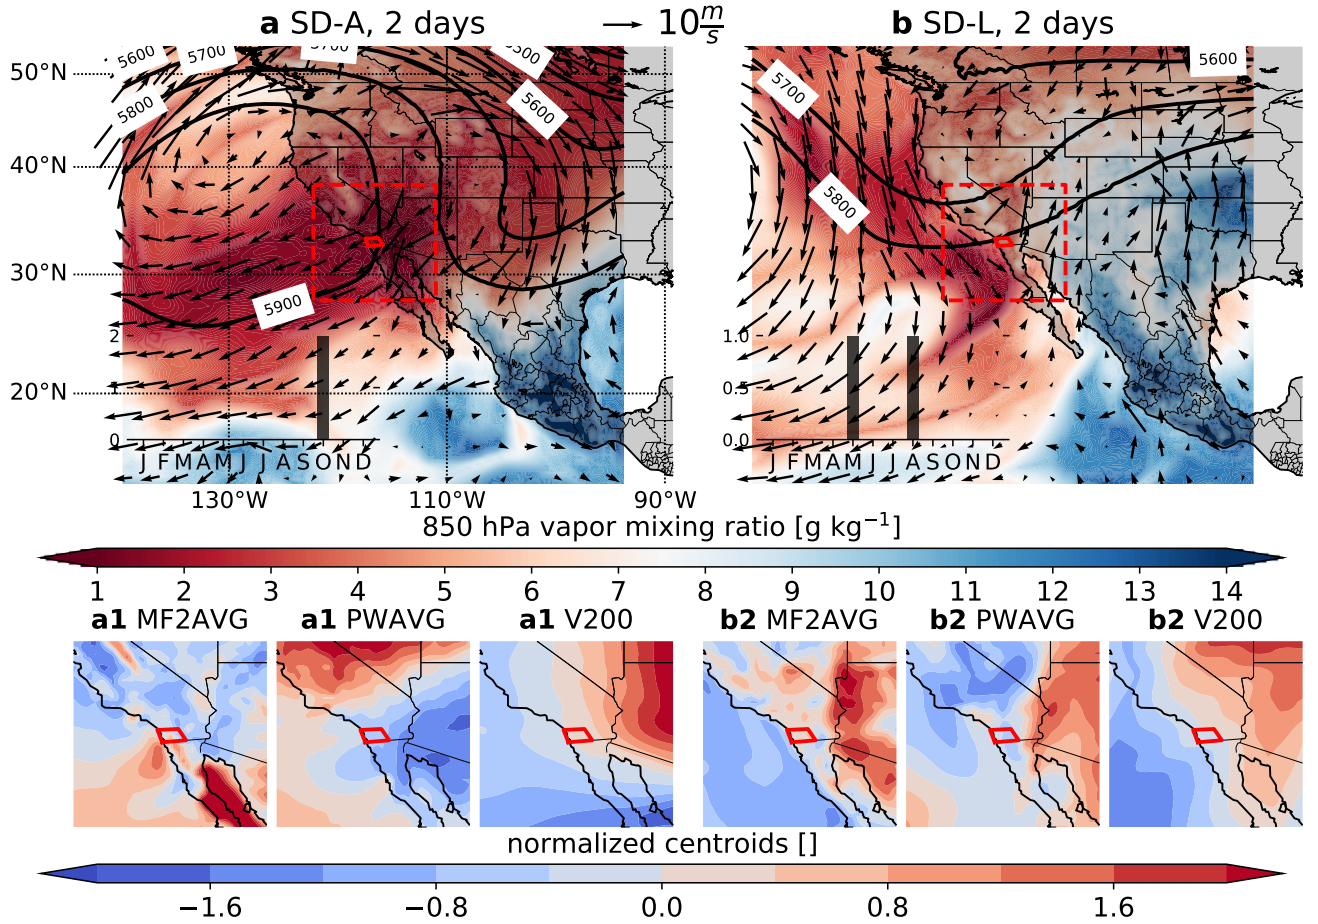 a SD-A, 2 days
10 m/s
b SD-L, 2 days
5600
5700
5700
5500
5800
5600
5900
50°N
40°N
30°N
20°N
2
0
J F M A M J J A S O N D
130°W
110°W
90°W
5700
5600
5800
1.0
0.5
0.0
J F M A M J J A S O N D
850 hPa vapor mixing ratio [g kg⁻¹]
1 2 3 4 5 6 7 8 9 10 11 12 13 14
a1 MF2AVG
a1 PWAVG
a1 V200
b2 MF2AVG
b2 PWAVG
b2 V200
normalized centroids []
−1.6 −0.8 0.0 0.8 1.6